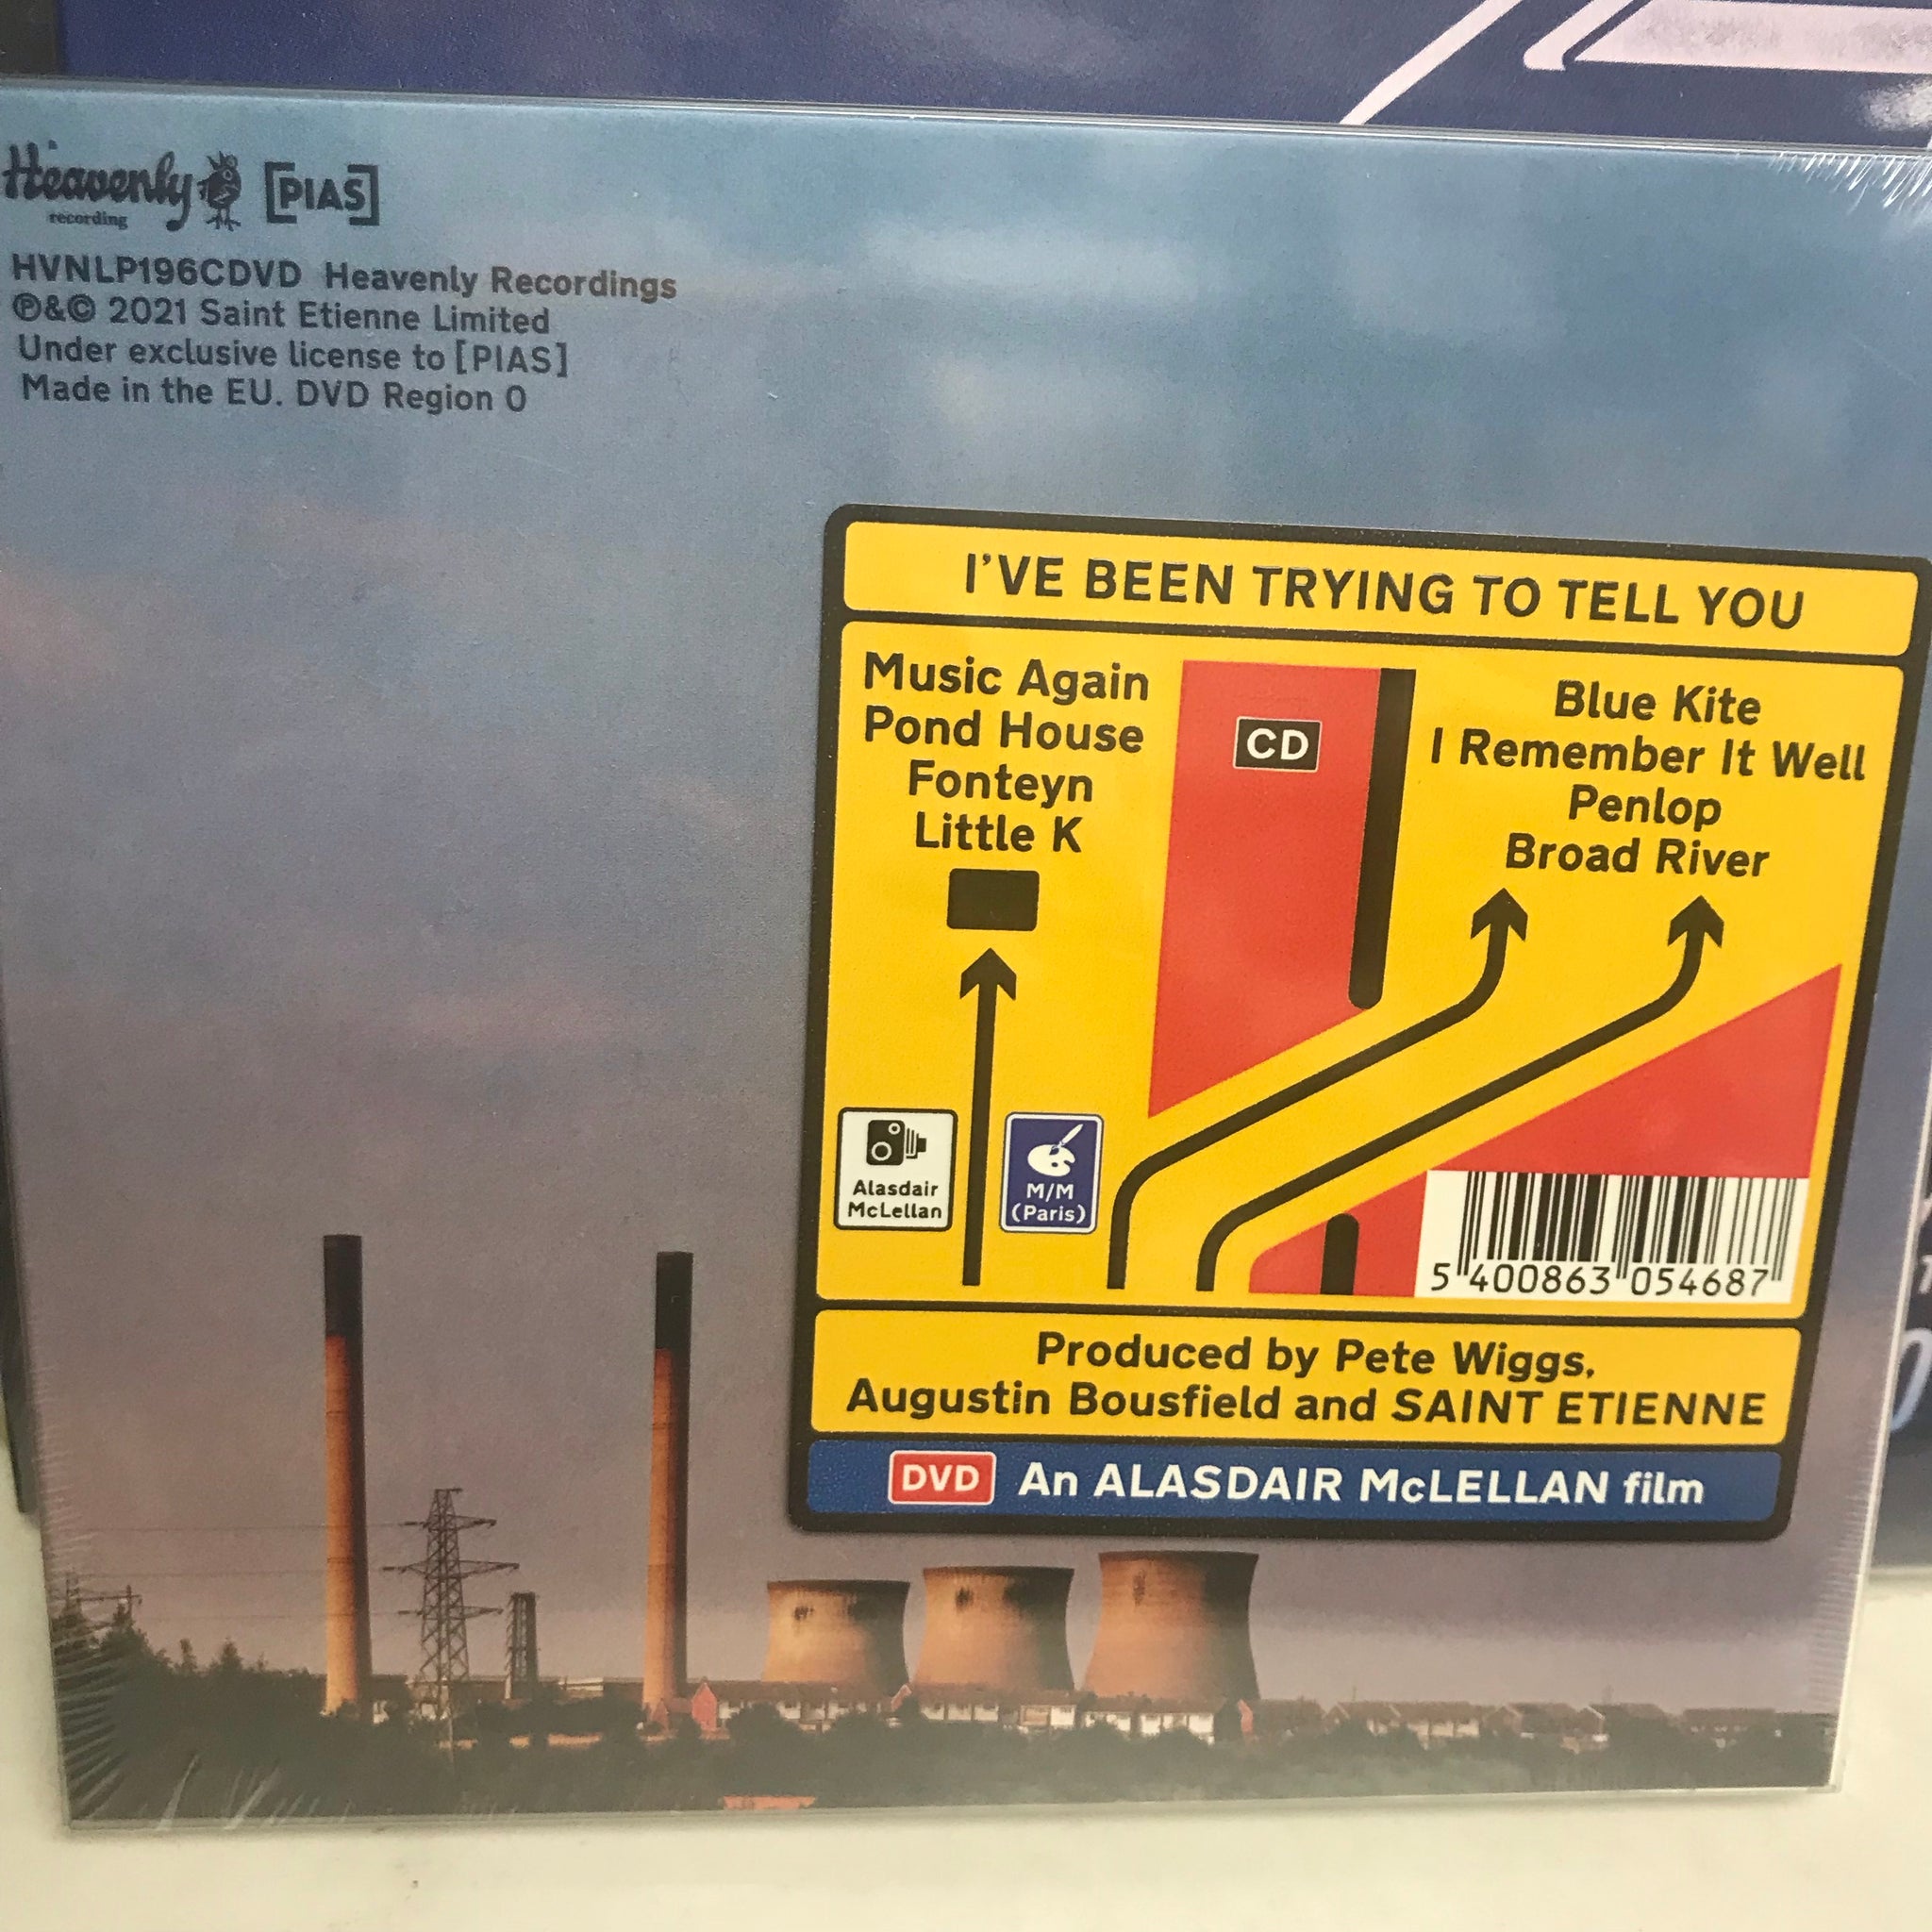 Heavenly
recording
[PIAS]
HVNLP196CDVD Heavenly Recordings
℗&© 2021 Saint Etienne Limited
Under exclusive license to [PIAS]
Made in the EU. DVD Region 0
I'VE BEEN TRYING TO TELL YOU
Music Again
Pond House
Fonteyn
Little K
CD
Blue Kite
I Remember It Well
Penlop
Broad River
Alasdair
McLellan
M/M
(Paris)
5 400863 054687
Produced by Pete Wiggs,
Augustin Bousfield and SAINT ETIENNE
DVD An ALASDAIR McLELLAN film